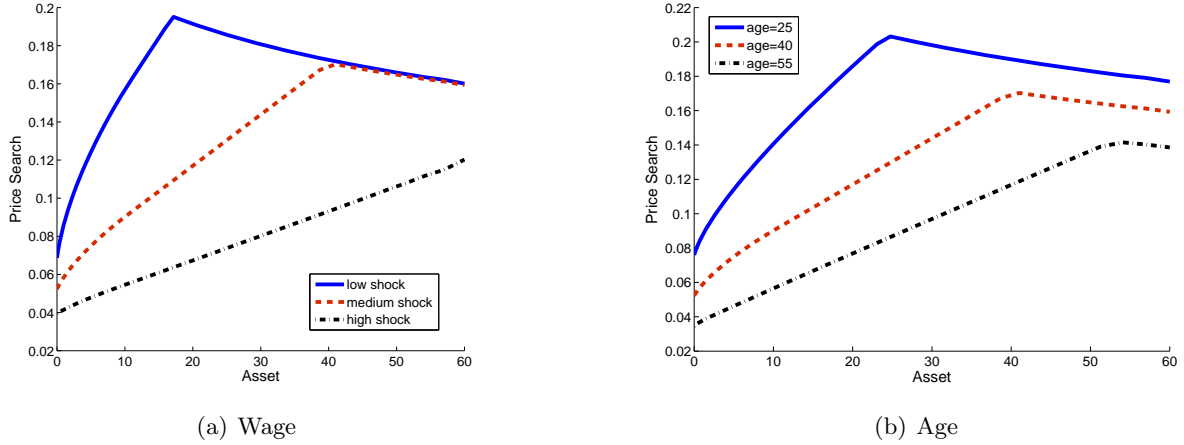 0.2
0.18
0.16
0.14
0.12
0.1
0.08
0.06
0.04
0.02
Price Search
0 10 20 30 40 50 60
Asset
low shock
medium shock
high shock
(a) Wage
0.22
0.2
0.18
0.16
0.14
0.12
0.1
0.08
0.06
0.04
0.02
Price Search
0 10 20 30 40 50 60
Asset
age=25
age=40
age=55
(b) Age